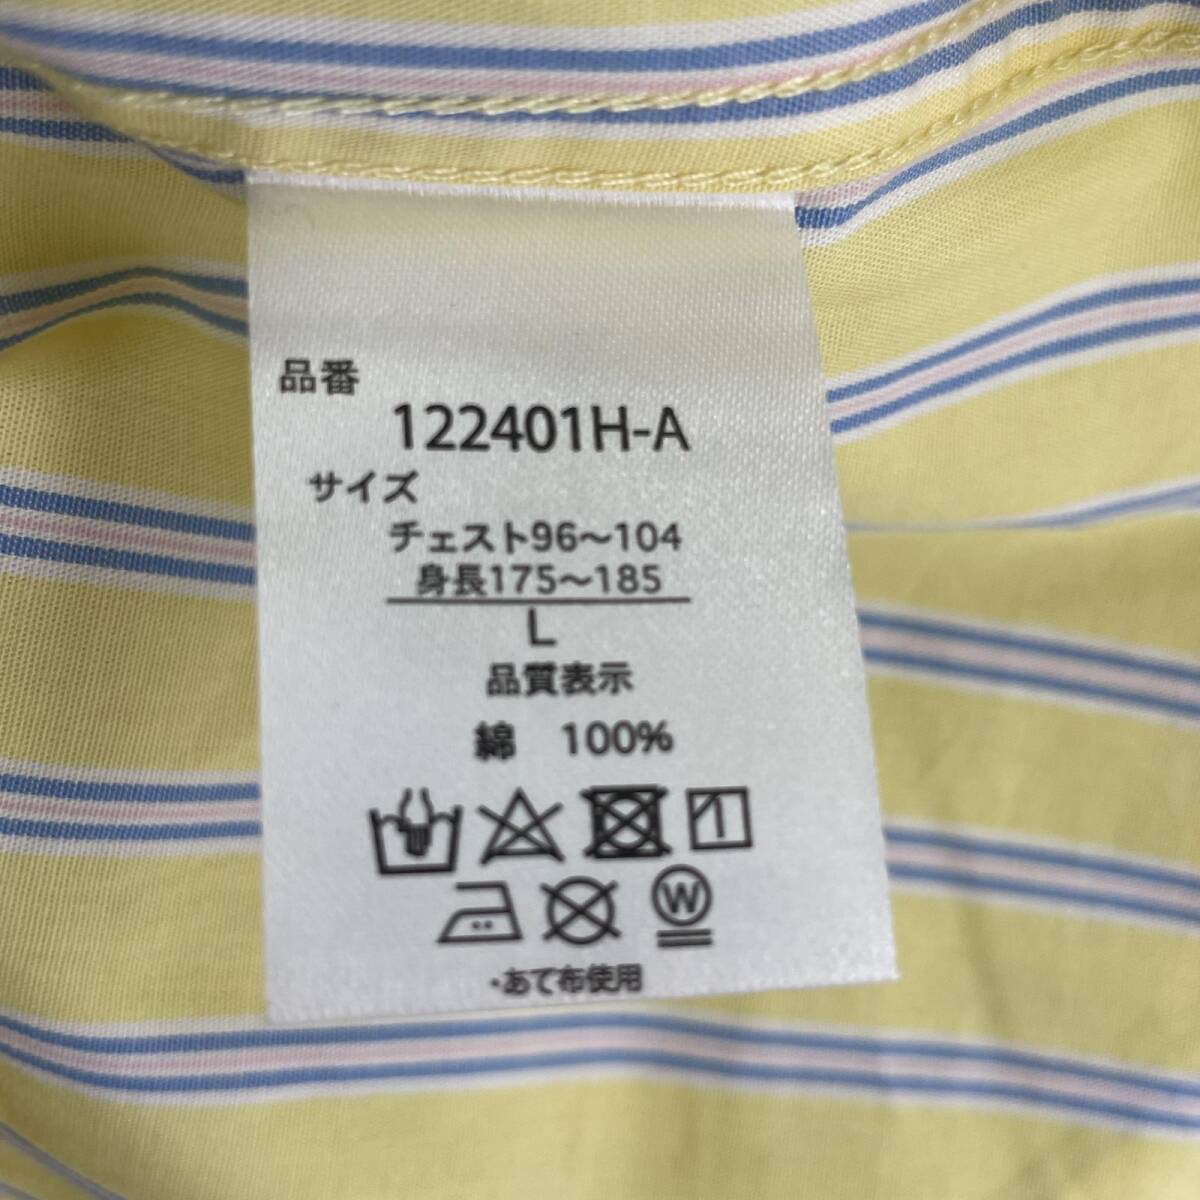 品番
122401H-A
サイズ
チェスト96～104
身長175～185
L
品質表示
綿　100%
W
・あて布使用